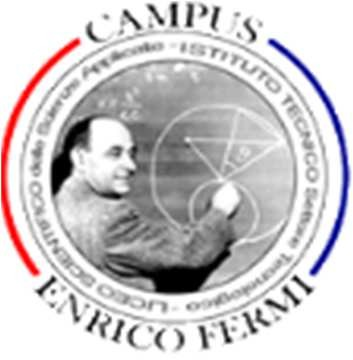 CAMPUS
ISTITUTO TECNICO Settore Tecnologico - LICEO SCIENTIFICO delle Scienze Applicate -
ENRICO FERMI